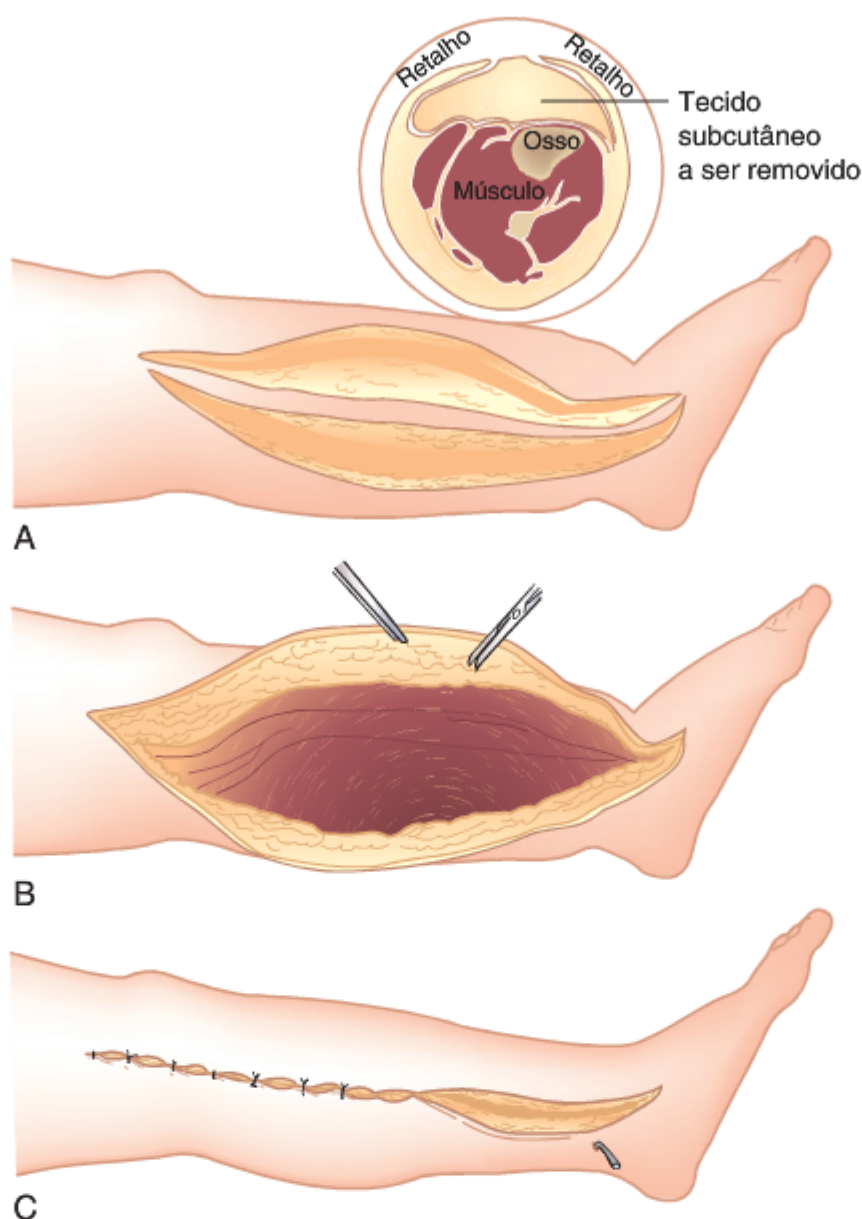 Retalho
Retalho
Tecido
subcutâneo
a ser removido
Osso
Músculo
A
B
C